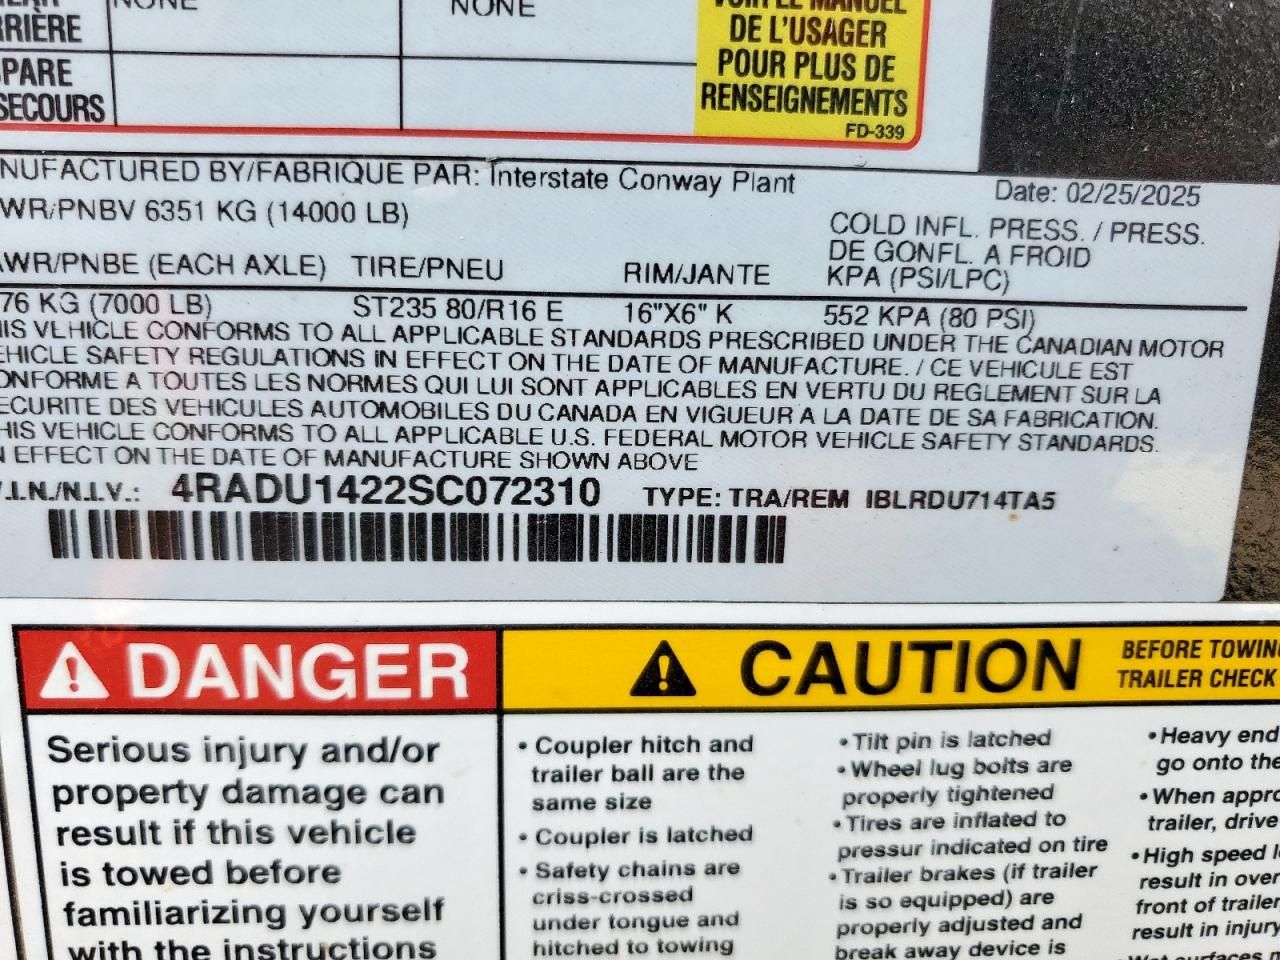 RRIÈRE
NONE
NONE
VOIR LE MANUEL
DE L'USAGER
POUR PLUS DE
RENSEIGNEMENTS
FD-339
PARE
SECOURS
NUFACTURED BY/FABRIQUE PAR: Interstate Conway Plant
Date: 02/25/2025
WR/PNBV 6351 KG (14000 LB)
COLD INFL. PRESS. / PRESS.
DE GONFL. A FROID
AWR/PNBE (EACH AXLE) TIRE/PNEU RIM/JANTE KPA (PSI/LPC)
76 KG (7000 LB) ST235 80/R16 E 16"X6" K 552 KPA (80 PSI)
IS VEHICLE CONFORMS TO ALL APPLICABLE STANDARDS PRESCRIBED UNDER THE CANADIAN MOTOR
EHICLE SAFETY REGULATIONS IN EFFECT ON THE DATE OF MANUFACTURE. / CE VEHICULE EST
ONFORME A TOUTES LES NORMES QUI LUI SONT APPLICABLES EN VERTU DU REGLEMENT SUR LA
ECURITE DES VEHICULES AUTOMOBILES DU CANADA EN VIGUEUR A LA DATE DE SA FABRICATION.
HIS VEHICLE CONFORMS TO ALL APPLICABLE U.S. FEDERAL MOTOR VEHICLE SAFETY STANDARDS.
N EFFECT ON THE DATE OF MANUFACTURE SHOWN ABOVE
V.I.N./N.I.V.: 4RADU1422SC072310 TYPE: TRA/REM IBLRDU714TA5
DANGER
Serious injury and/or
property damage can
result if this vehicle
is towed before
familiarizing yourself
with the instructions
CAUTION
BEFORE TOWING
TRAILER CHECK
• Coupler hitch and
trailer ball are the
same size
• Coupler is latched
• Safety chains are
criss-crossed
under tongue and
hitched to towing
• Tilt pin is latched
• Wheel lug bolts are
properly tightened
• Tires are inflated to
pressur indicated on tire
• Trailer brakes (if trailer
is so equipped) are
properly adjusted and
break away device is
• Heavy end
go onto the
• When appro
trailer, drive
• High speed l
result in over
front of trailer
result in injury
• Wet surfaces